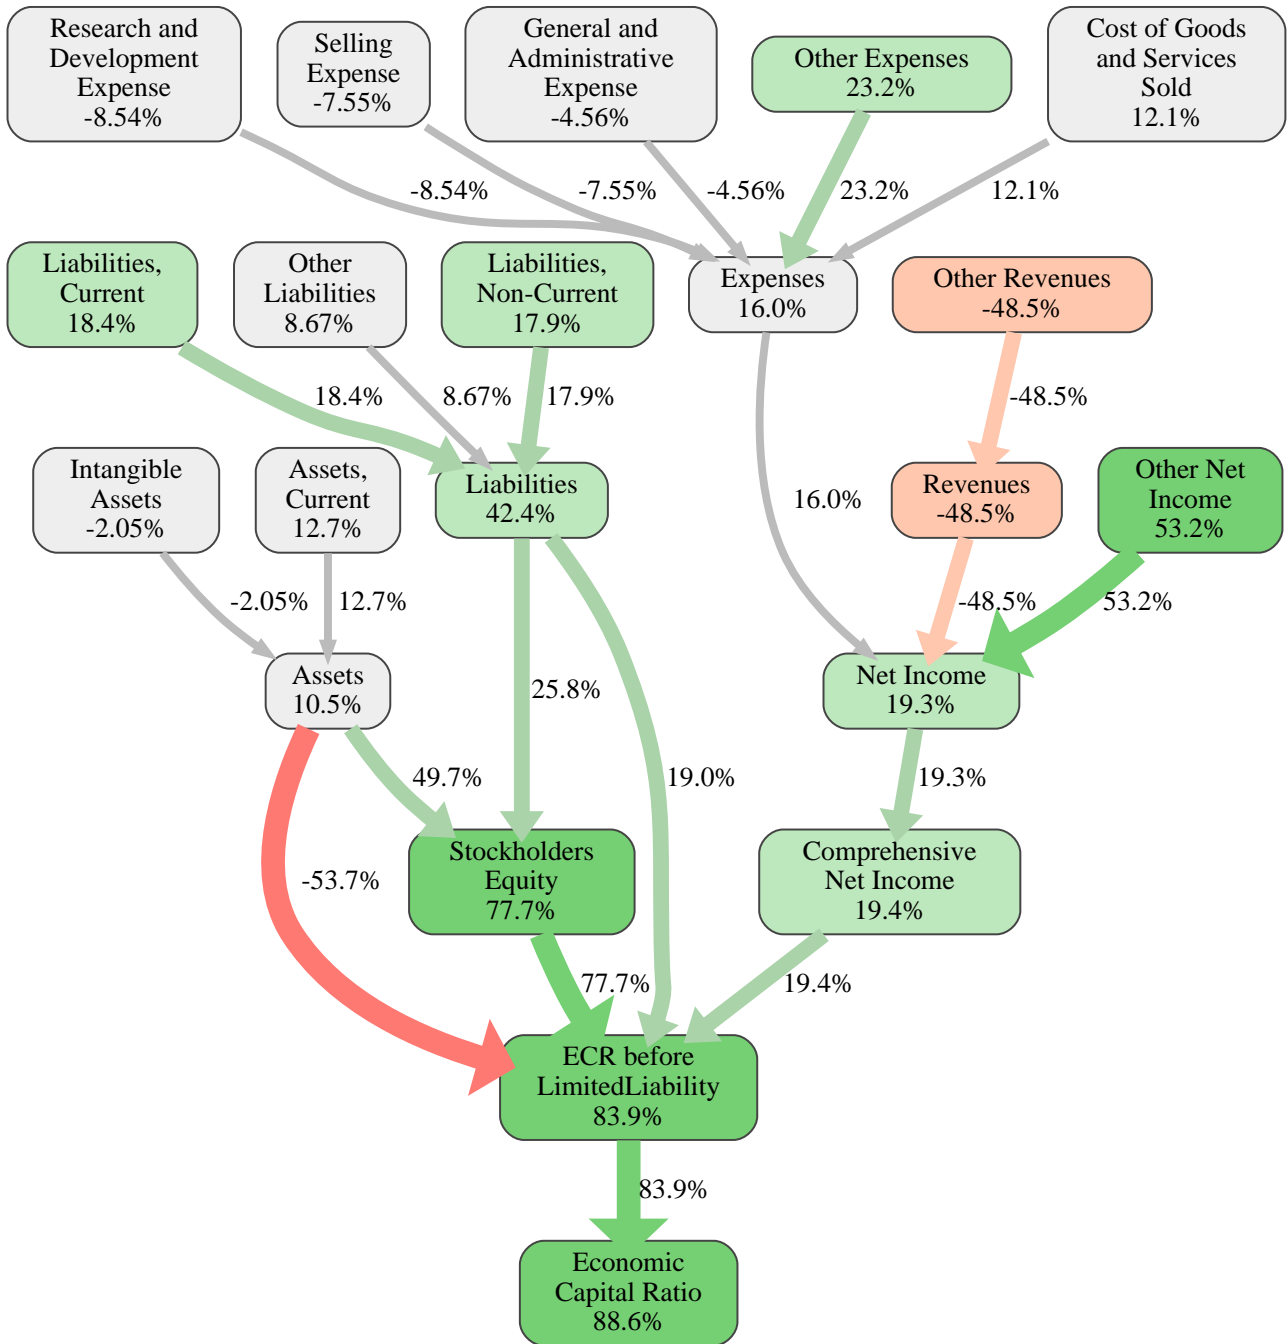 Research and
Development
Expense
-8.54%
Selling
Expense
-7.55%
General and
Administrative
Expense
-4.56%
Other Expenses
23.2%
Cost of Goods
and Services
Sold
12.1%
-8.54%
-7.55%
-4.56%
23.2%
12.1%
Liabilities,
Current
18.4%
Other
Liabilities
8.67%
Liabilities,
Non-Current
17.9%
Expenses
16.0%
Other Revenues
-48.5%
18.4%
8.67%
17.9%
-48.5%
Intangible
Assets
-2.05%
Assets,
Current
12.7%
Liabilities
42.4%
16.0%
Revenues
-48.5%
Other Net
Income
53.2%
-2.05%
12.7%
-48.5%
53.2%
Assets
10.5%
25.8%
Net Income
19.3%
49.7%
19.0%
19.3%
-53.7%
Stockholders
Equity
77.7%
Comprehensive
Net Income
19.4%
77.7%
19.4%
ECR before
LimitedLiability
83.9%
83.9%
Economic
Capital Ratio
88.6%